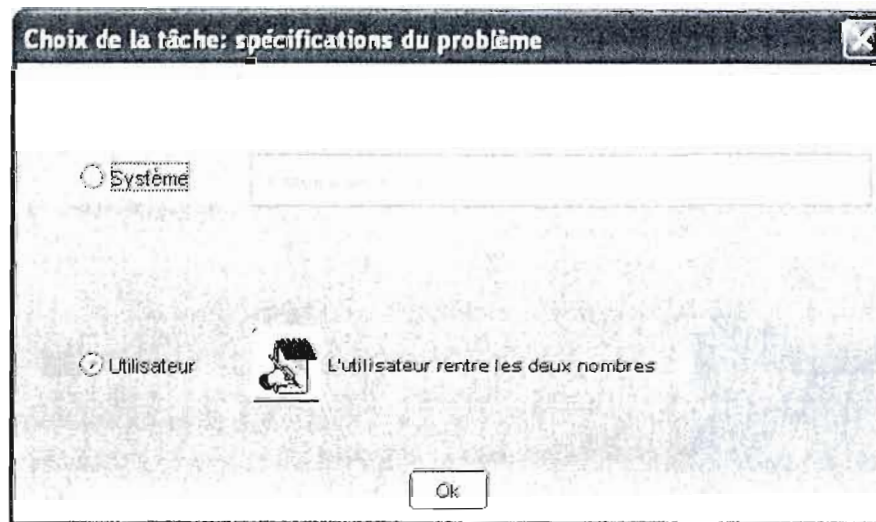 Choix de la tâche: spécifications du problème
Système
Utilisateur
L'utilisateur rentre les deux nombres
Ok